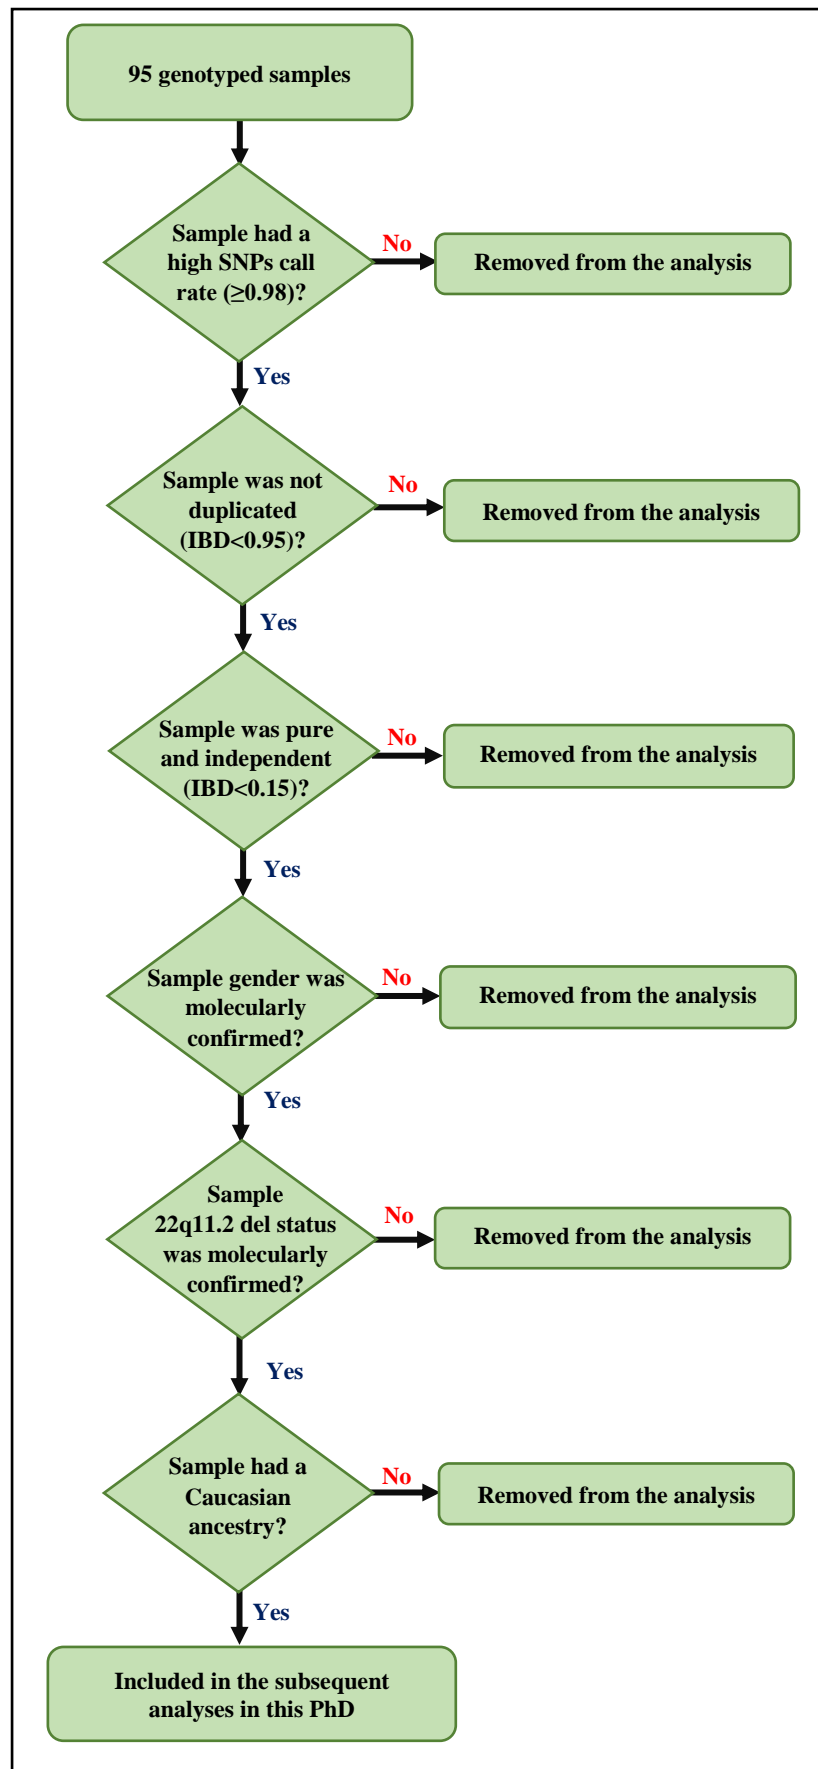 95 genotyped samples
Sample had a
high SNPs call
rate (≥0.98)?
No
Removed from the analysis
Yes
Sample was not
duplicated
(IBD<0.95)?
No
Removed from the analysis
Yes
Sample was pure
and independent
(IBD<0.15)?
No
Removed from the analysis
Yes
Sample gender was
molecularly
confirmed?
No
Removed from the analysis
Yes
Sample
22q11.2 del status
was molecularly
confirmed?
No
Removed from the analysis
Yes
Sample had a
Caucasian
ancestry?
No
Removed from the analysis
Yes
Included in the subsequent
analyses in this PhD